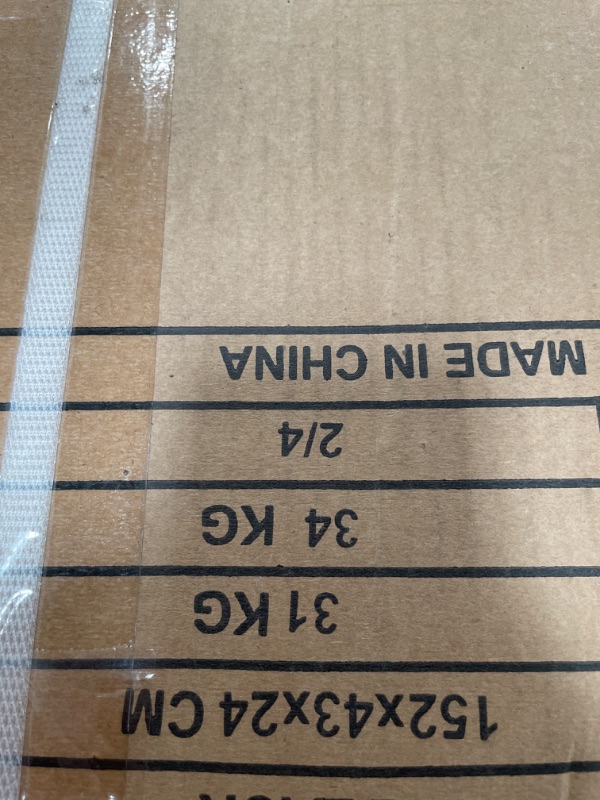 152x43x24 CM
31 KG
34 KG
2/4
MADE IN CHINA